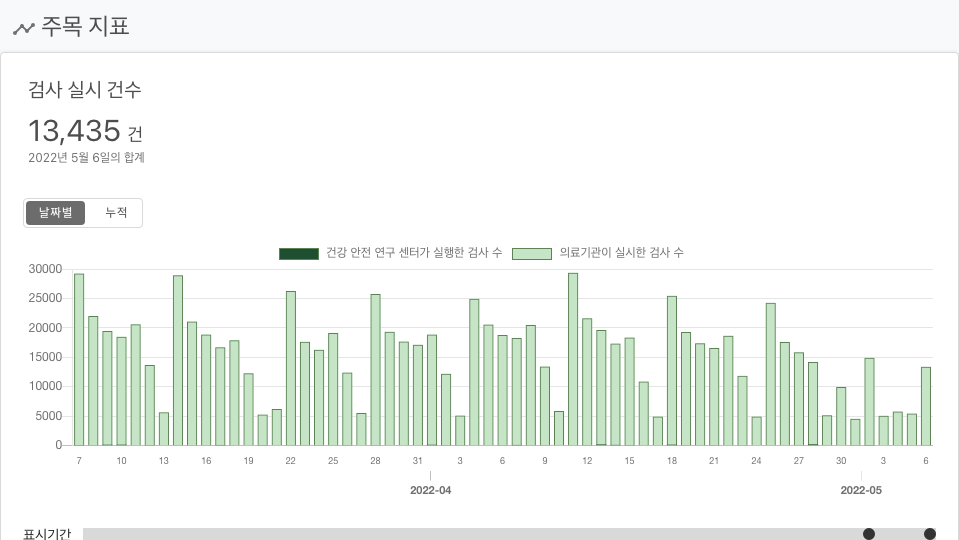 주목 지표
검사 실시 건수
13,435 건
2022년 5월 6일의 합계
날짜별 누적
건강 안전 연구 센터가 실행한 검사 수 의료기관이 실시한 검사 수
30000
25000
20000
15000
10000
5000
0
7 10 13 16 19 22 25 28 31 3 6 9 12 15 18 21 24 27 30 3 6
2022-04 2022-05
표시기간